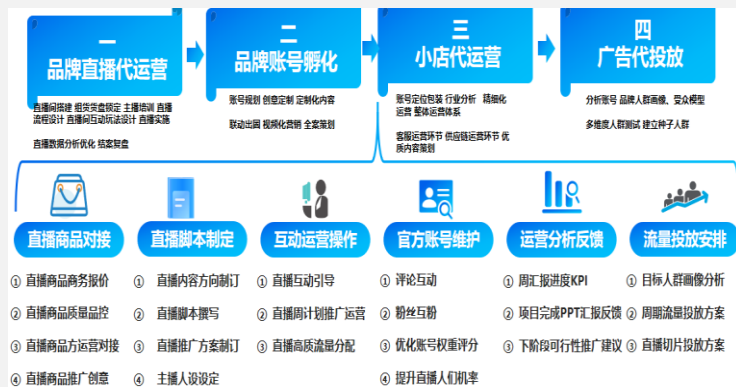 一
品牌直播代运营
二
品牌账号孵化
三
小店代运营
四
广告代投放
直播间搭建 组货货盘锁定 主播培训 直播
流程设计 直播间互动玩法设计 直播实施
直播数据分析优化 结案复盘
账号规划 创意定制 定制化内容
联动出圈 视频化营销 全案策划
账号定位包装 行业分析 精细化
运营 整体运营体系
客服运营环节 供应链运营环节 优
质内容策划
分析账号 品牌人群画像、受众模型
多维度人群测试 建立种子人群
直播商品对接
① 直播商品商务报价
② 直播商品质量品控
③ 直播商品方运营对接
④ 直播商品推广创意
直播脚本制定
① 直播内容方向制订
② 直播脚本撰写
③ 直播推广方案制订
④ 主播人设设定
互动运营操作
① 直播互动引导
② 直播周计划推广运营
③ 直播高质流量分配
官方账号维护
① 评论互动
② 粉丝互粉
③ 优化账号权重评分
④ 提升直播人们机率
运营分析反馈
① 周汇报进度KPI
② 项目完成PPT汇报反馈
③ 下阶段可行性推广建议
流量投放安排
① 目标人群画像分析
② 周期流量投放方案
③ 直播切片投放方案